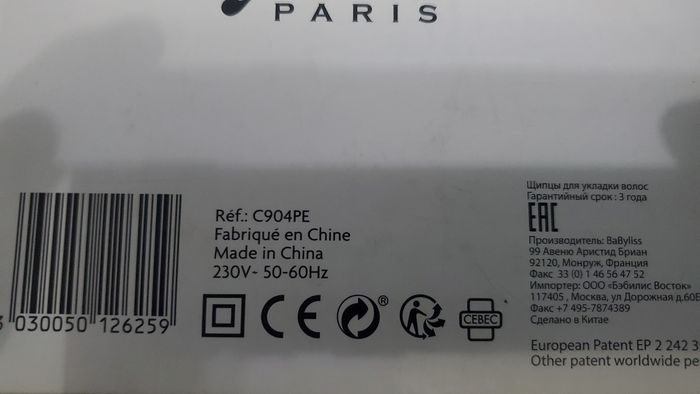 PARIS
Réf.: C904PE
Fabriqué en Chine
Made in China
230V~ 50-60Hz
030050 126259
CE
CEBEC
Щипцы для укладки волос
Гарантийный срок : 3 года
EAC
Производитель: BaByliss
99 Авеню Аристид Бриан
92120, Монруж, Франция
Факс 33 (0) 1 46 56 47 52
Импортер: ООО «Бэбилис Восток»
117405 , Москва, ул Дорожная д.60Б
Факс +7 495-7874389
Сделано в Китае
European Patent EP 2 242 3
Other patent worldwide pe